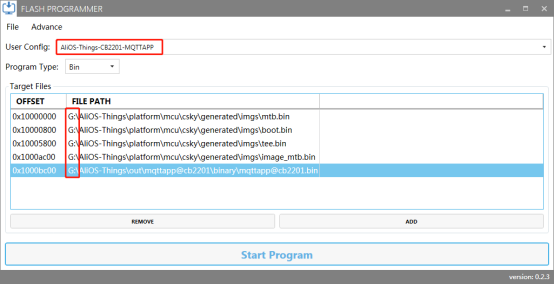 FLASH PROGRAMMER
File Advance
User Config: AliOS-Things-CB2201-MQTTAPP
Program Type: Bin
Target Files
OFFSET FILE PATH
0x10000000 G:\AliOS-Things\platform\mcu\csky\generated\imgs\mtb.bin
0x10000800 G:\AliOS-Things\platform\mcu\csky\generated\imgs\boot.bin
0x10005800 G:\AliOS-Things\platform\mcu\csky\generated\imgs\tee.bin
0x1000ac00 G:\AliOS-Things\platform\mcu\csky\generated\imgs\image_mtb.bin
0x1000bc00 G:\AliOS-Things\out\mqttapp@cb2201\binary\mqttapp@cb2201.bin
REMOVE ADD
Start Program
version: 0.2.3